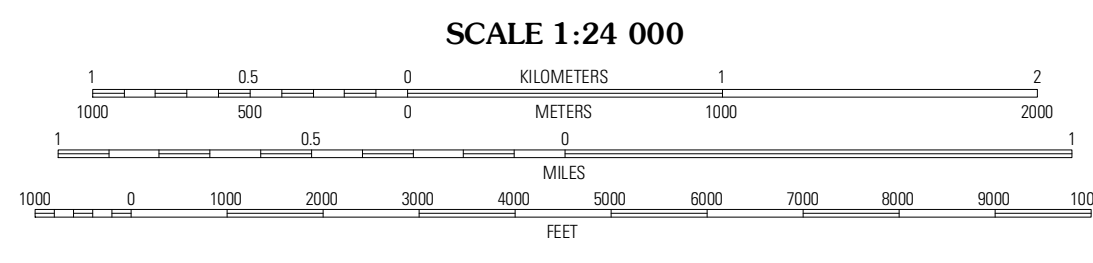 SCALE 1:24 000
1 0.5 0 KILOMETERS 1 2
1000 500 0 METERS 1000 2000
1 0.5 0 1
MILES
1000 0 1000 2000 3000 4000 5000 6000 7000 8000 9000 100
FEET